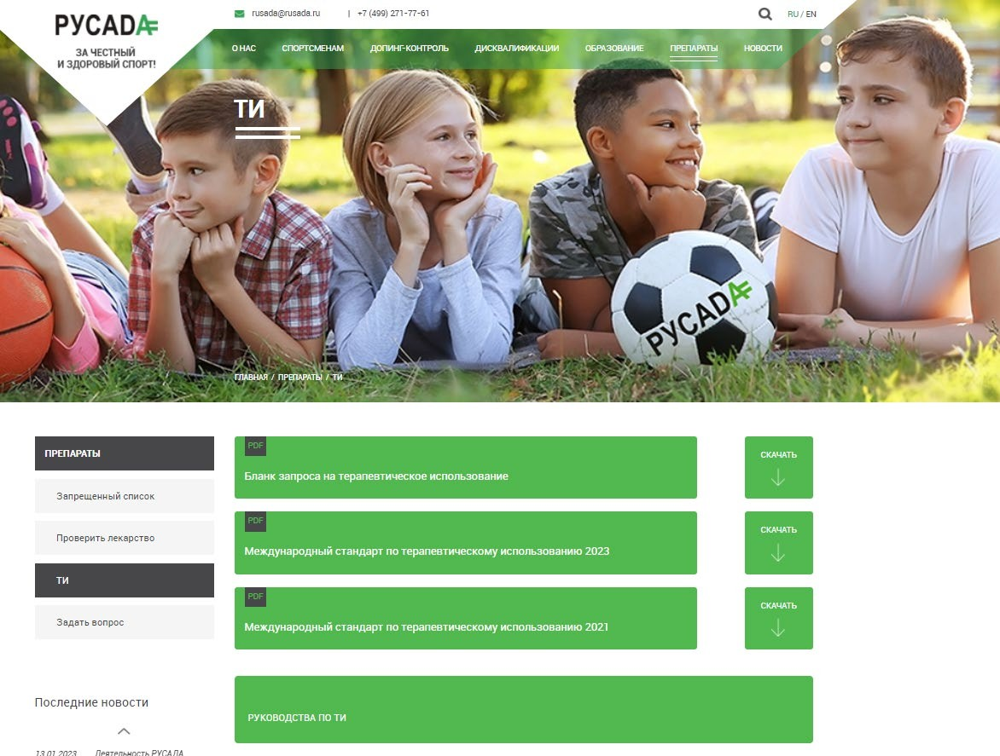 rusada@rusada.ru | +7 (499) 271-77-61
RU / EN
РУСАДА
ЗА ЧЕСТНЫЙ
И ЗДОРОВЫЙ СПОРТ!
О НАС СПОРТСМЕНАМ ДОПИНГ-КОНТРОЛЬ ДИСКВАЛИФИКАЦИИ ОБРАЗОВАНИЕ ПРЕПАРАТЫ НОВОСТИ
ТИ
РУСАДА
ГЛАВНАЯ / ПРЕПАРАТЫ / ТИ
ПРЕПАРАТЫ
Запрещенный список
Проверить лекарство
ТИ
Задать вопрос
PDF
Бланк запроса на терапевтическое использование
СКАЧАТЬ
PDF
Международный стандарт по терапевтическому использованию 2023
СКАЧАТЬ
PDF
Международный стандарт по терапевтическому использованию 2021
СКАЧАТЬ
РУКОВОДСТВА ПО ТИ
Последние новости
13.01.2023 Деятельность РУСАДА